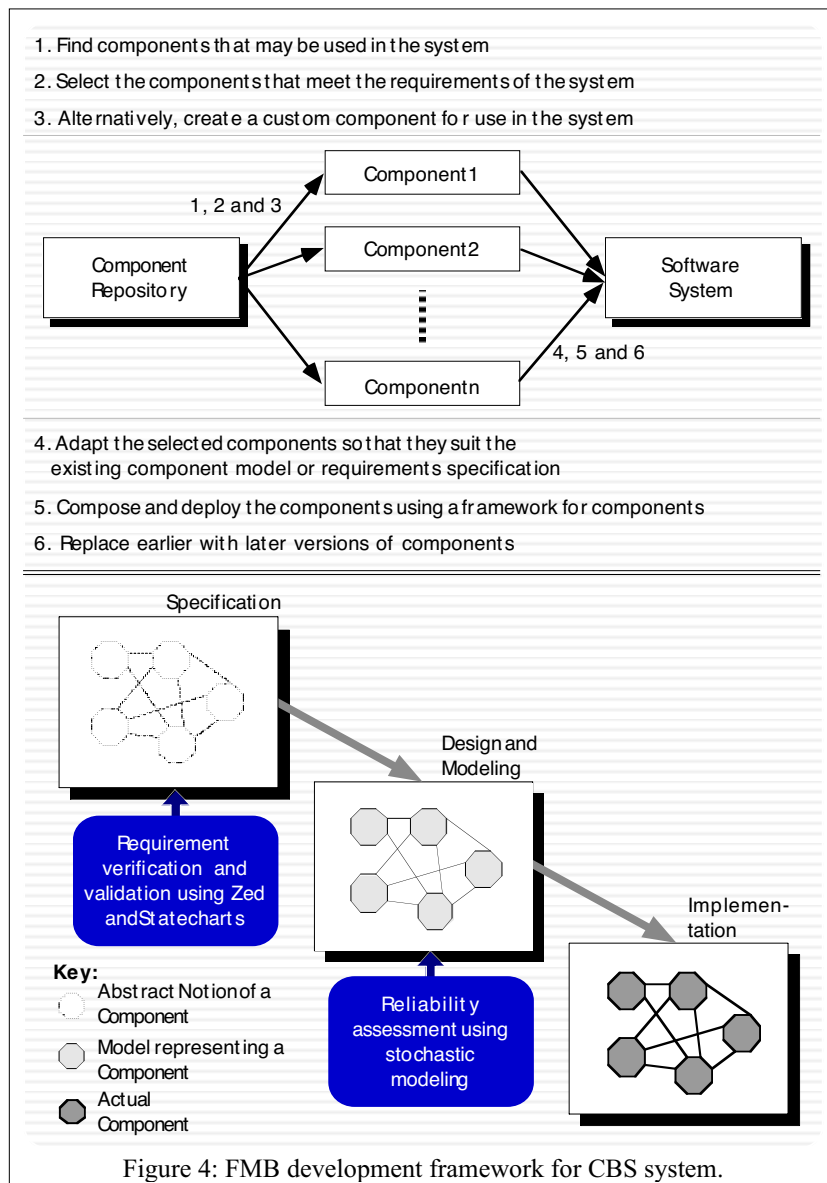 1. Find components that may be used in the system
2. Select the components that meet the requirements of the system
3. Alternatively, create a custom component for use in the system
Component1
1, 2 and 3
Component2
Component
Repository
Software
System
4, 5 and 6
Componentn
4. Adapt the selected components so that they suit the
existing component model or requirements specification
5. Compose and deploy the components using a framework for components
6. Replace earlier with later versions of components
Specification
Design and
Modeling
Requirement
verification and
validation using Zed
and Statecharts
Implemen-
tation
Key:
Abstract Notion of a
Component
Model representing a
Component
Actual
Component
Reliability
assessment using
stochastic
modeling
Figure 4: FMB development framework for CBS system.